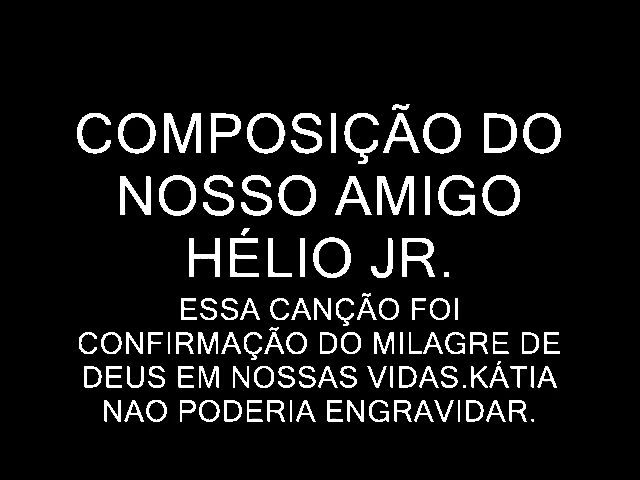 COMPOSIÇÃO DO
NOSSO AMIGO
HÉLIO JR.
ESSA CANÇÃO FOI
CONFIRMAÇÃO DO MILAGRE DE
DEUS EM NOSSAS VIDAS.KÁTIA
NAO PODERIA ENGRAVIDAR.